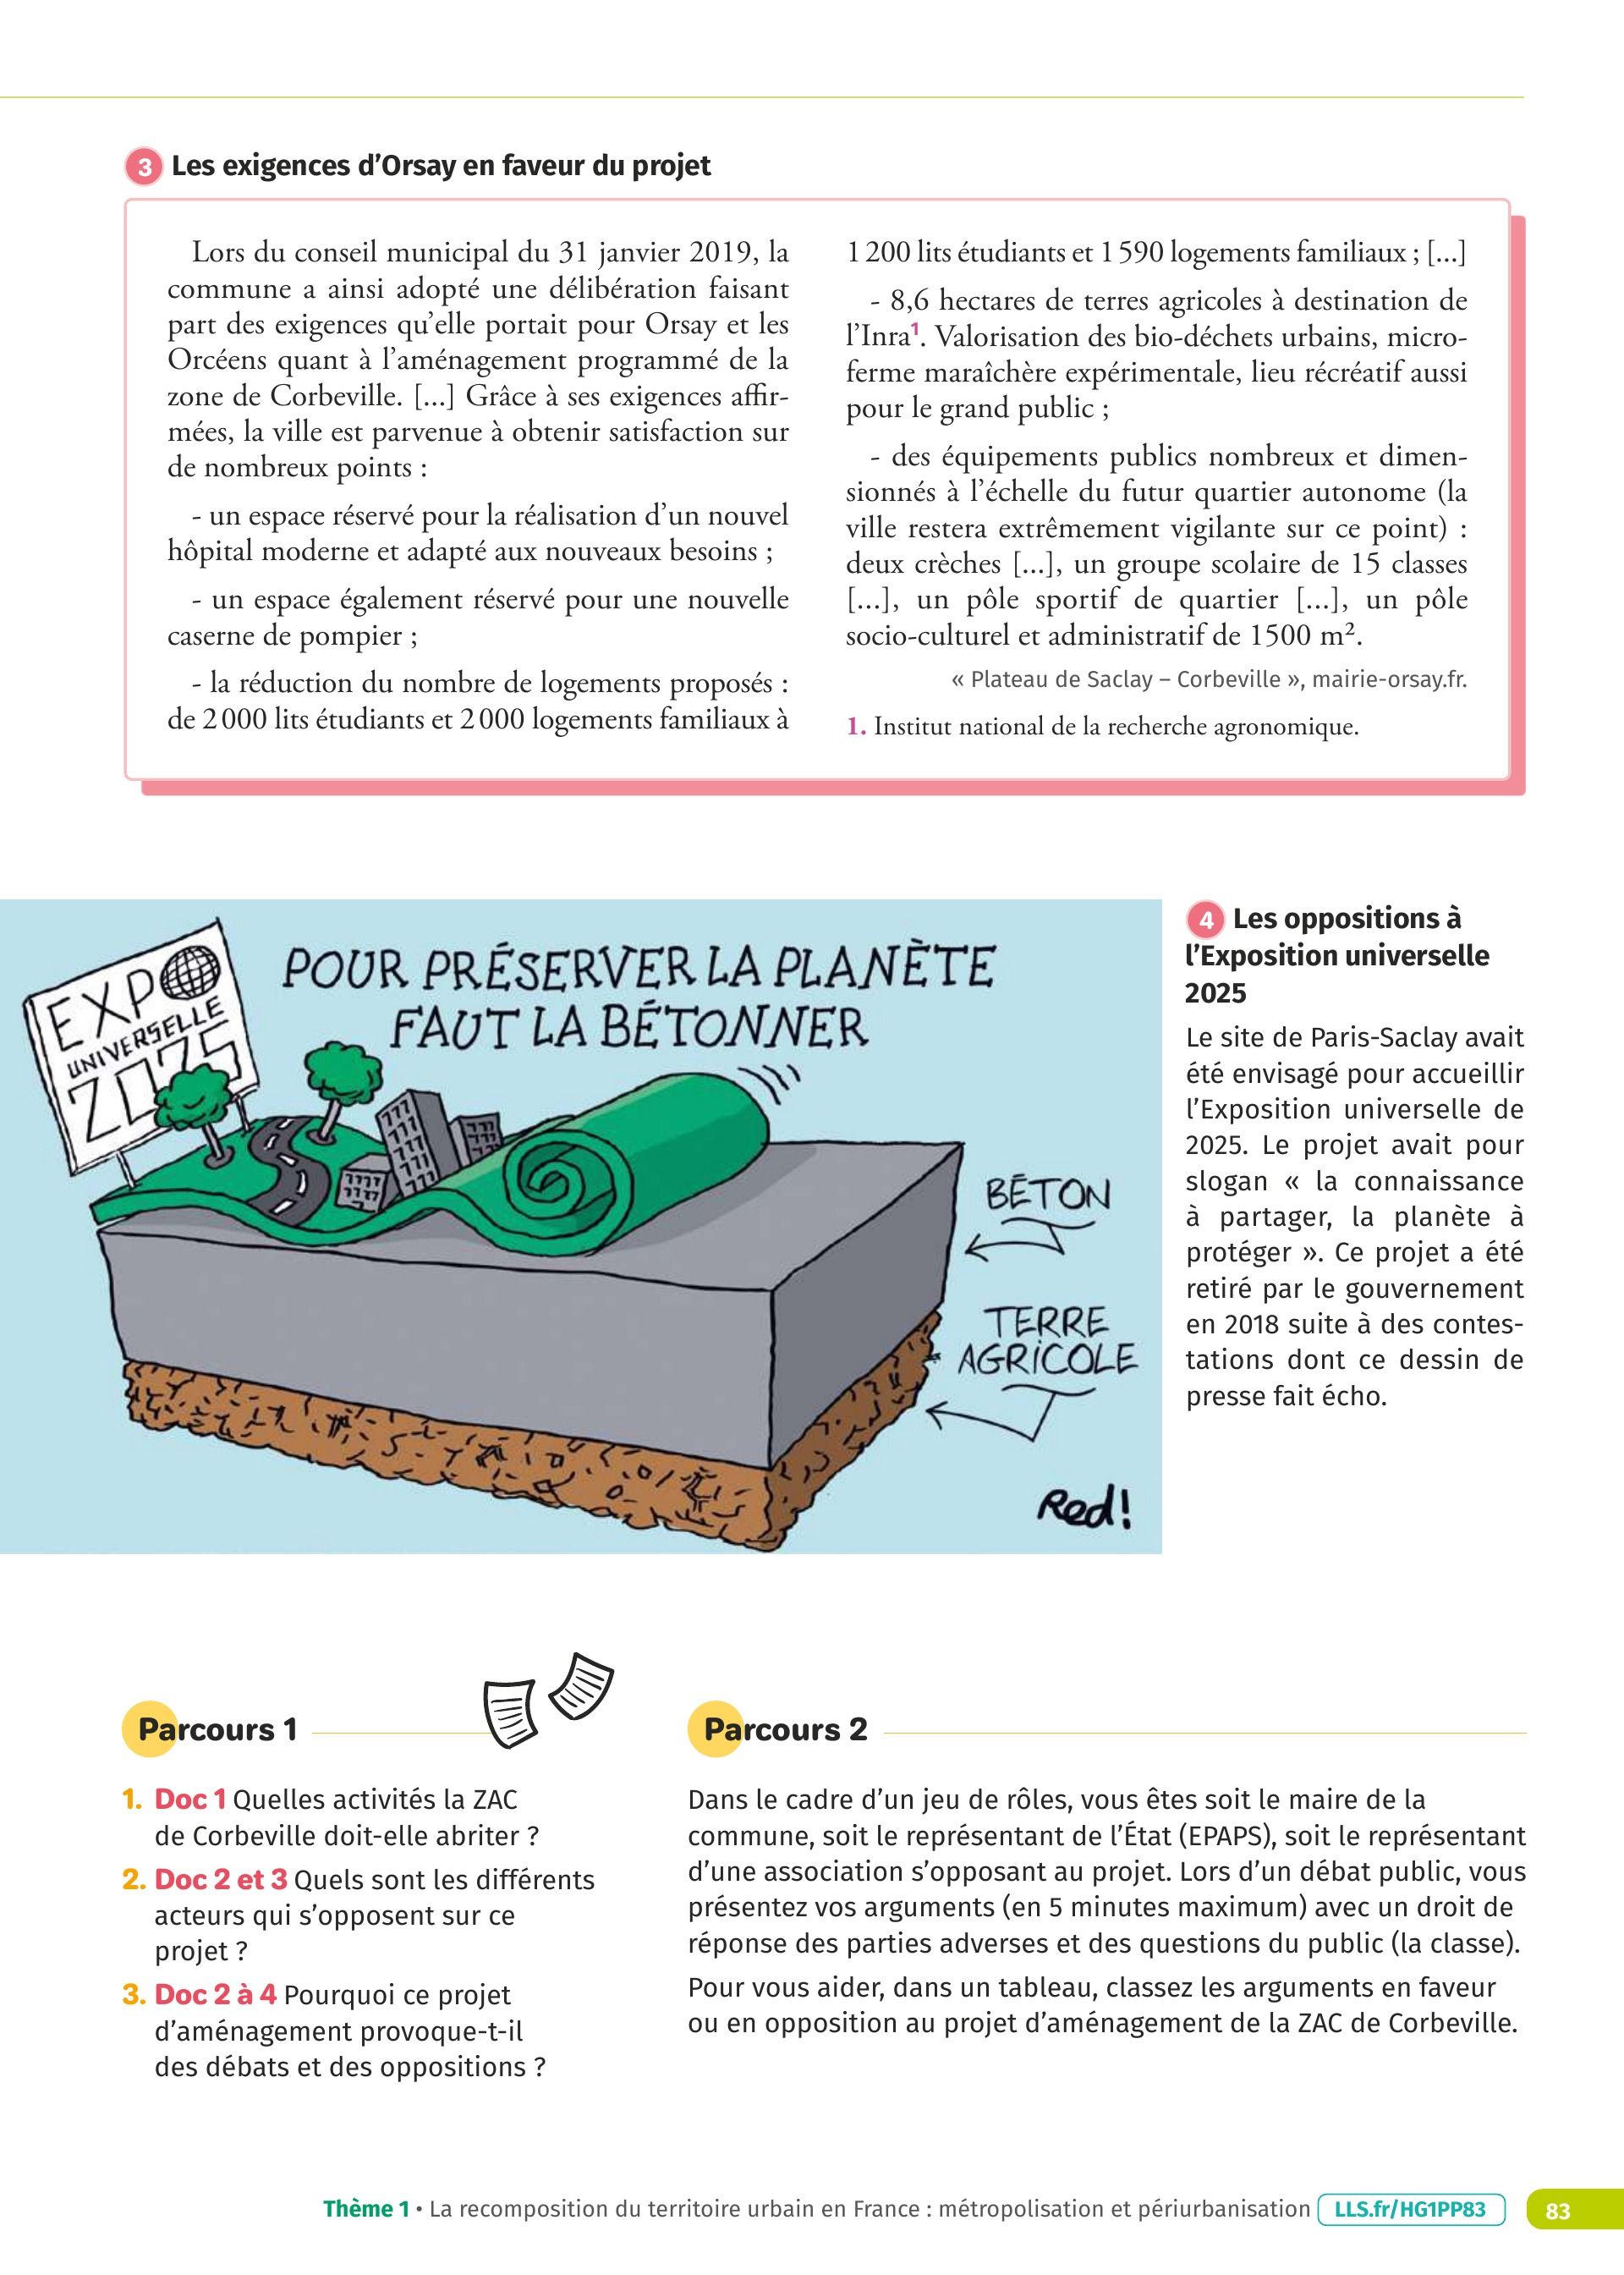 3 Les exigences d'Orsay en faveur du projet
Lors du conseil municipal du 31 janvier 2019, la
commune a ainsi adopté une délibération faisant
part des exigences qu'elle portait pour Orsay et les
Orcéens quant à l'aménagement programmé de la
zone de Corbeville. [...] Grâce à ses exigences affir-
mées, la ville est parvenue à obtenir satisfaction sur
de nombreux points :
- un espace réservé pour la réalisation d'un nouvel
hôpital moderne et adapté aux nouveaux besoins ;
- un espace également réservé pour une nouvelle
caserne de pompier ;
- la réduction du nombre de logements proposés :
de 2 000 lits étudiants et 2 000 logements familiaux à
1 200 lits étudiants et 1 590 logements familiaux ; [...]
- 8,6 hectares de terres agricoles à destination de
l'Inra1. Valorisation des bio-déchets urbains, micro-
ferme maraîchère expérimentale, lieu récréatif aussi
pour le grand public ;
- des équipements publics nombreux et dimen-
sionnés à l'échelle du futur quartier autonome (la
ville restera extrêmement vigilante sur ce point) :
deux crèches [...], un groupe scolaire de 15 classes
[...], un pôle sportif de quartier [...], un pôle
socio-culturel et administratif de 1500 m².
« Plateau de Saclay – Corbeville », mairie-orsay.fr.
1. Institut national de la recherche agronomique.
EXPO
UNIVERSELLE
2025
POUR PRÉSERVER LA PLANÈTE
FAUT LA BÉTONNER
BÉTON
TERRE
AGRICOLE
Red!
4 Les oppositions à
l'Exposition universelle
2025
Le site de Paris-Saclay avait
été envisagé pour accueillir
l'Exposition universelle de
2025. Le projet avait pour
slogan « la connaissance
à partager, la planète à
protéger ». Ce projet a été
retiré par le gouvernement
en 2018 suite à des contes-
tations dont ce dessin de
presse fait écho.
Parcours 1
1. Doc 1 Quelles activités la ZAC
de Corbeville doit-elle abriter ?
2. Doc 2 et 3 Quels sont les différents
acteurs qui s'opposent sur ce
projet ?
3. Doc 2 à 4 Pourquoi ce projet
d'aménagement provoque-t-il
des débats et des oppositions ?
Parcours 2
Dans le cadre d'un jeu de rôles, vous êtes soit le maire de la
commune, soit le représentant de l'État (EPAPS), soit le représentant
d'une association s'opposant au projet. Lors d'un débat public, vous
présentez vos arguments (en 5 minutes maximum) avec un droit de
réponse des parties adverses et des questions du public (la classe).
Pour vous aider, dans un tableau, classez les arguments en faveur
ou en opposition au projet d'aménagement de la ZAC de Corbeville.
Thème 1 • La recomposition du territoire urbain en France : métropolisation et périurbanisation LLS.fr/HG1PP83 83